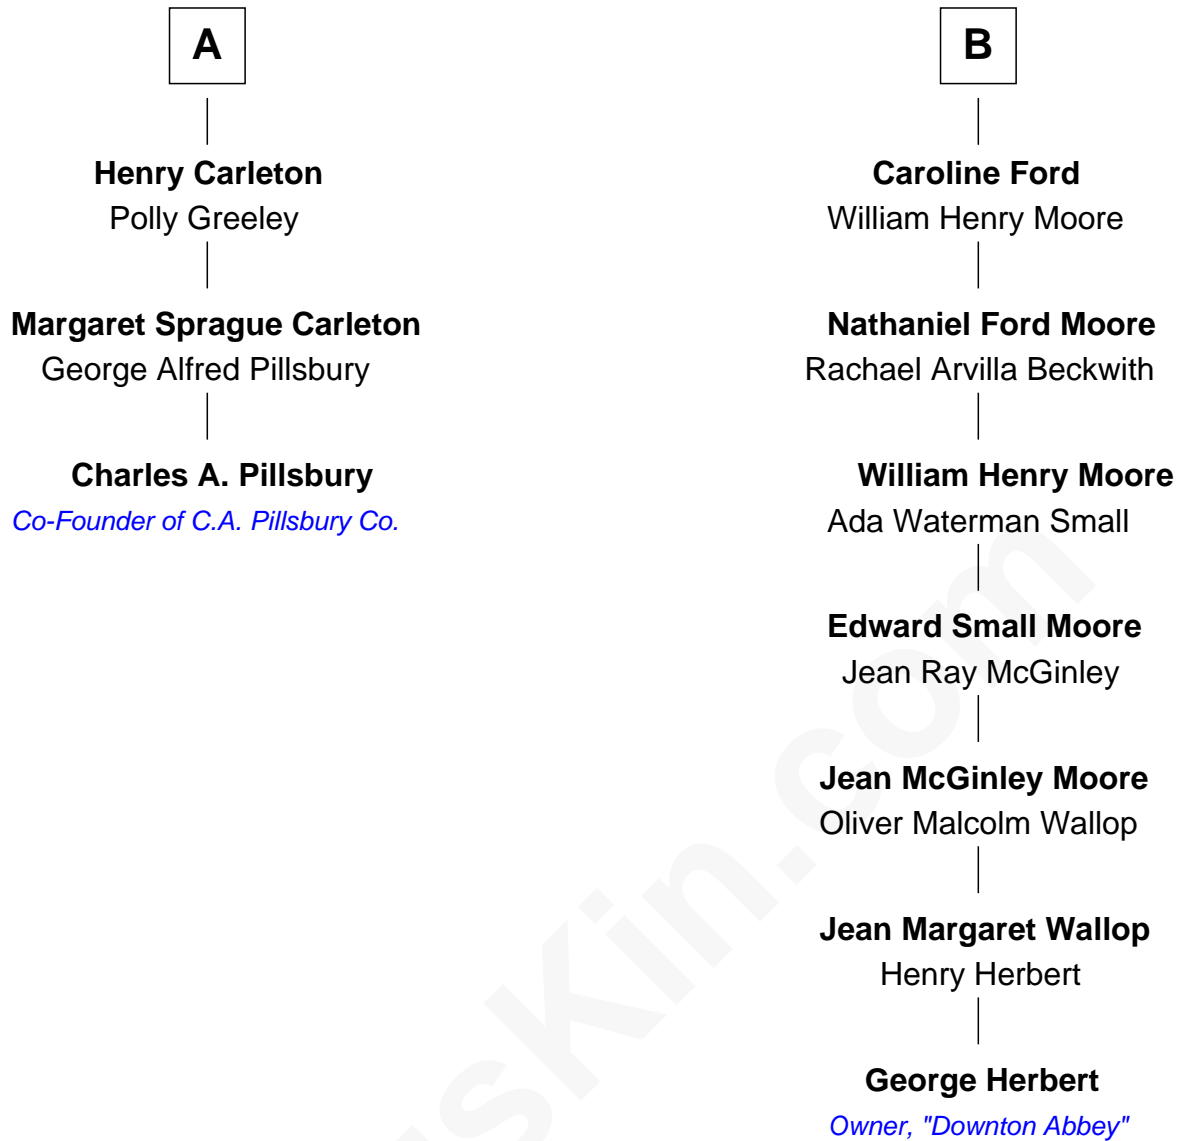 A
Henry Carleton
Polly Greeley
Margaret Sprague Carleton
George Alfred Pillsbury
Charles A. Pillsbury
Co-Founder of C.A. Pillsbury Co.
B
Caroline Ford
William Henry Moore
Nathaniel Ford Moore
Rachael Arvilla Beckwith
William Henry Moore
Ada Waterman Small
Edward Small Moore
Jean Ray McGinley
Jean McGinley Moore
Oliver Malcolm Wallop
Jean Margaret Wallop
Henry Herbert
George Herbert
Owner, "Downton Abbey"